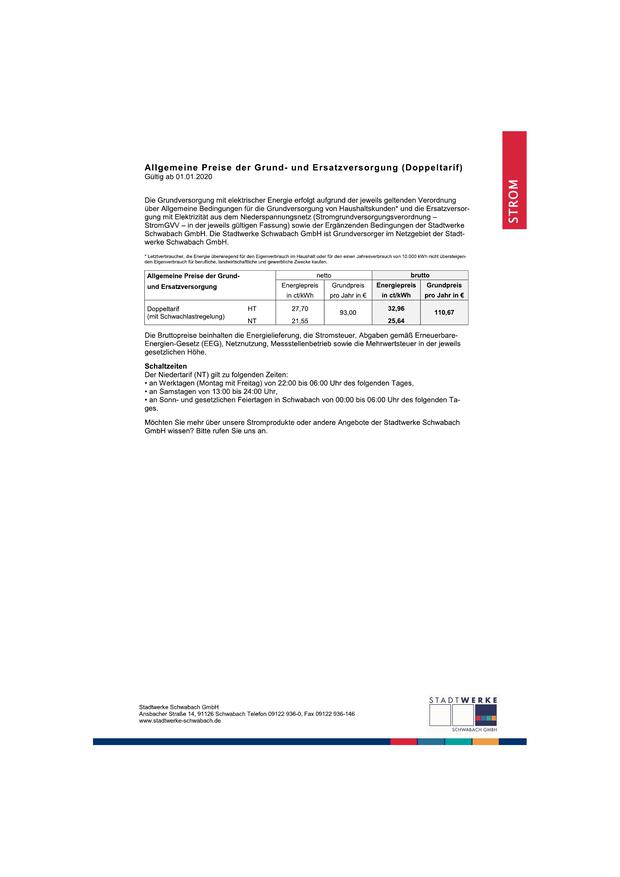 STROM
Allgemeine Preise der Grund- und Ersatzversorgung (Doppeltarif)
Gültig ab 01.01.2020
Die Grundversorgung mit elektrischer Energie erfolgt aufgrund der jeweils geltenden Verordnung
über Allgemeine Bedingungen für die Grundversorgung von Haushaltskunden* und die Ersatzversor-
gung mit Elektrizität aus dem Niederspannungsnetz (Stromgrundversorgungsverordnung –
StromGVV – in der jeweils gültigen Fassung) sowie der Ergänzenden Bedingungen der Stadtwerke
Schwabach GmbH. Die Stadtwerke Schwabach GmbH ist Grundversorger im Netzgebiet der Stadt-
werke Schwabach GmbH.
* Letztverbraucher, die Energie überwiegend für den Eigenverbrauch im Haushalt oder für den einen Jahresverbrauch von 10.000 kWh nicht übersteigen-
den Eigenverbrauch für berufliche, landwirtschaftliche und gewerbliche Zwecke kaufen.
Allgemeine Preise der Grund- netto brutto
und Ersatzversorgung Energiepreis Grundpreis Energiepreis Grundpreis
in ct/kWh pro Jahr in € in ct/kWh pro Jahr in €
Doppeltarif HT 27,70 93,00 32,96 110,67
(mit Schwachlastregelung) NT 21,55 25,64
Die Bruttopreise beinhalten die Energielieferung, die Stromsteuer, Abgaben gemäß Erneuerbare-
Energien-Gesetz (EEG), Netznutzung, Messstellenbetrieb sowie die Mehrwertsteuer in der jeweils
gesetzlichen Höhe.
Schaltzeiten
Der Niedertarif (NT) gilt zu folgenden Zeiten:
• an Werktagen (Montag mit Freitag) von 22:00 bis 06:00 Uhr des folgenden Tages,
• an Samstagen von 13:00 bis 24:00 Uhr,
• an Sonn- und gesetzlichen Feiertagen in Schwabach von 00:00 bis 06:00 Uhr des folgenden Ta-
ges.
Möchten Sie mehr über unsere Stromprodukte oder andere Angebote der Stadtwerke Schwabach
GmbH wissen? Bitte rufen Sie uns an.
Stadtwerke Schwabach GmbH
Ansbacher Straße 14, 91126 Schwabach Telefon 09122 936-0, Fax 09122 936-146
www.stadtwerke-schwabach.de
STADTWERKE
SCHWABACH GMBH